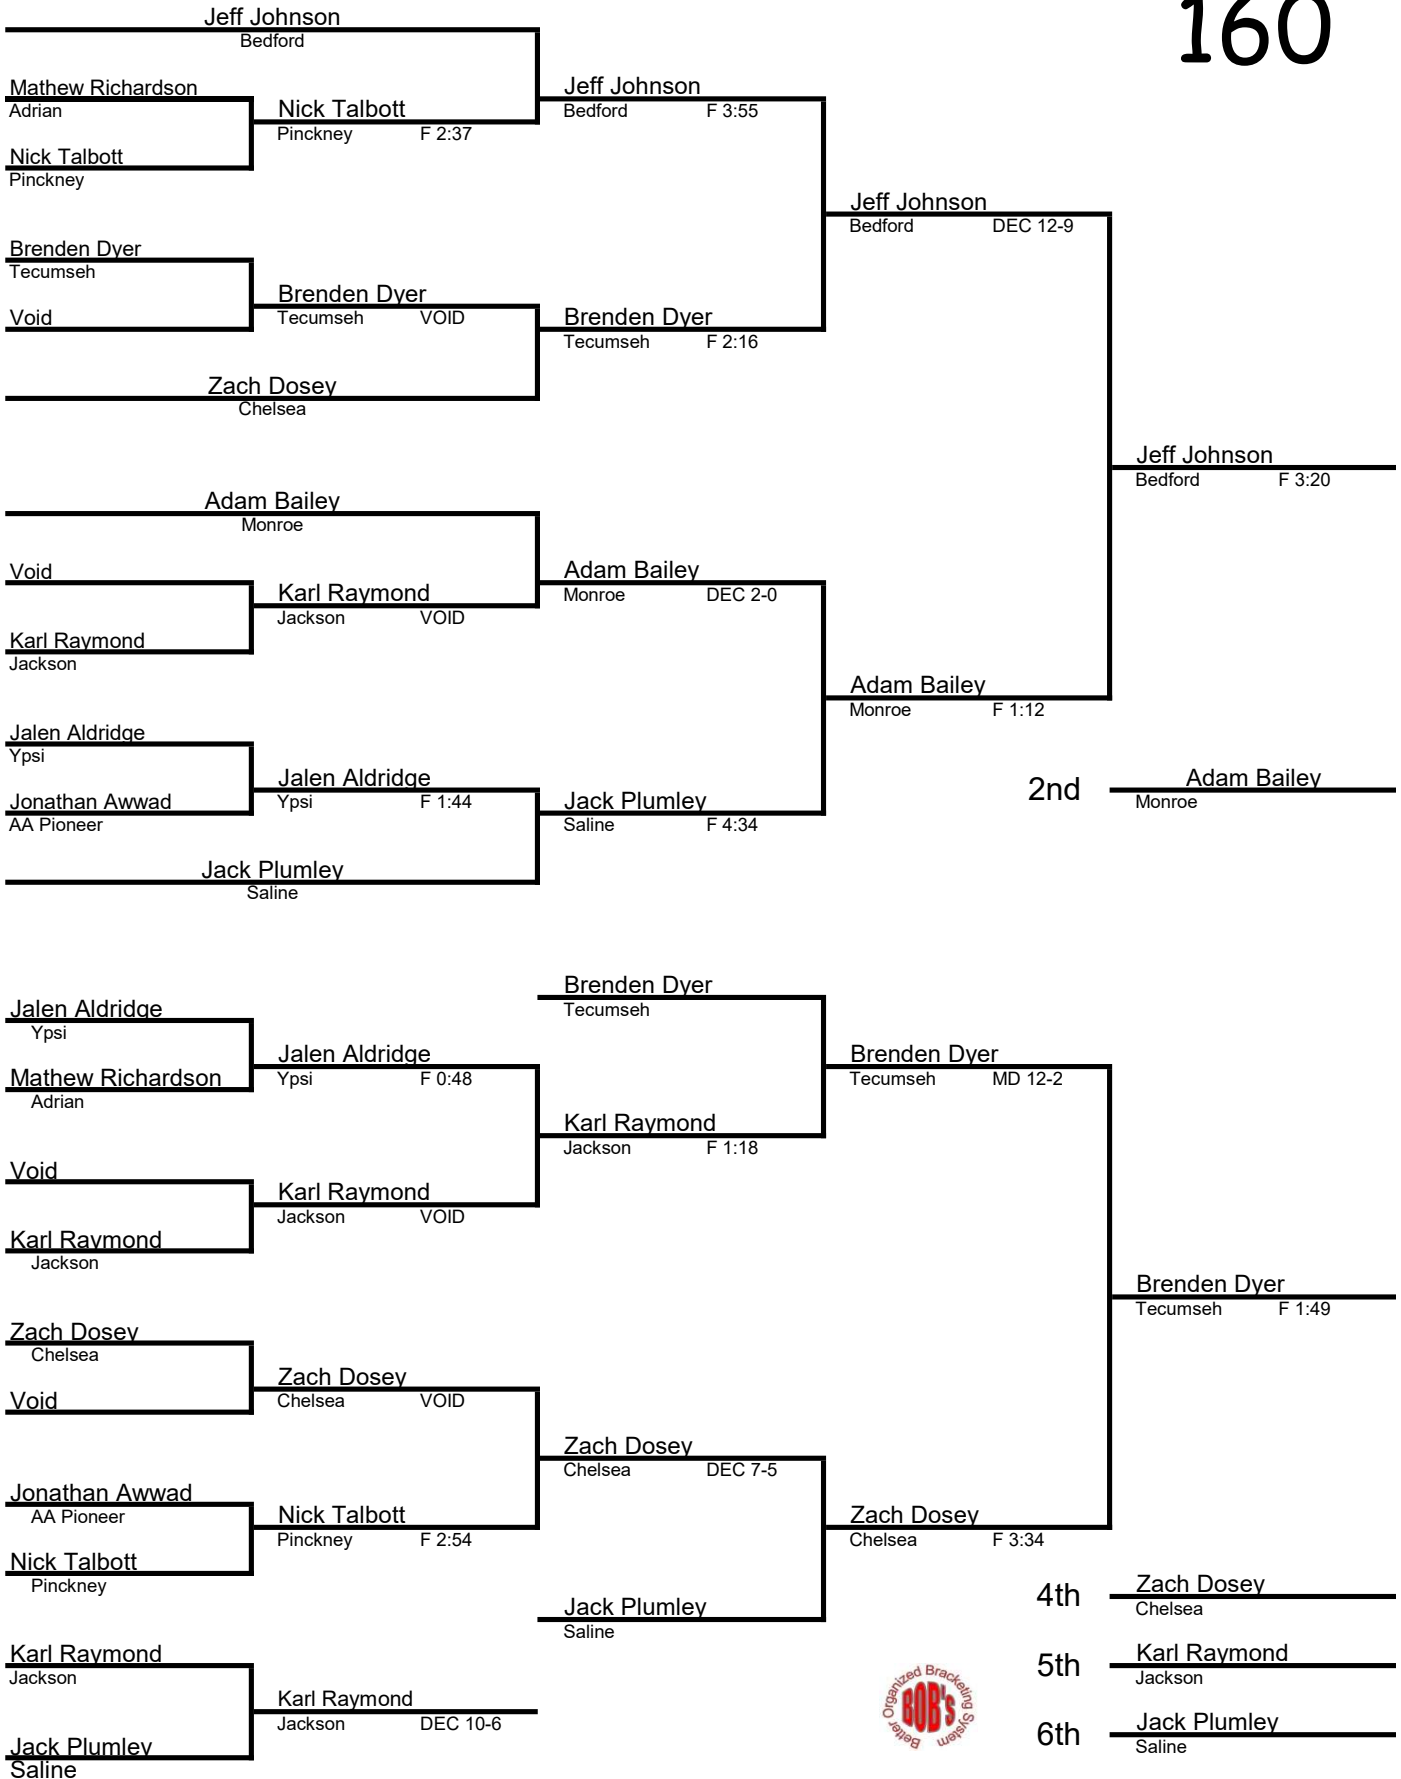 160
Jeff Johnson
Bedford
Mathew Richardson
Adrian
Nick Talbott
Pinckney F 2:37
Nick Talbott
Pinckney
Jeff Johnson
Bedford F 3:55
Brenden Dyer
Tecumseh
Void
Brenden Dyer
Tecumseh VOID
Zach Dosey
Chelsea
Brenden Dyer
Tecumseh F 2:16
Jeff Johnson
Bedford DEC 12-9
Adam Bailey
Monroe
Void
Karl Raymond
Jackson
Karl Raymond
Jackson VOID
Adam Bailey
Monroe DEC 2-0
Jalen Aldridge
Ypsi
Jonathan Awwad
AA Pioneer
Jalen Aldridge
Ypsi F 1:44
Jack Plumley
Saline
Jack Plumley
Saline F 4:34
Adam Bailey
Monroe F 1:12
Jeff Johnson
Bedford F 3:20
2nd Adam Bailey
Monroe
Jalen Aldridge
Ypsi
Mathew Richardson
Adrian
Jalen Aldridge
Ypsi F 0:48
Void
Karl Raymond
Jackson
Karl Raymond
Jackson VOID
Brenden Dyer
Tecumseh
Karl Raymond
Jackson F 1:18
Brenden Dyer
Tecumseh MD 12-2
Zach Dosey
Chelsea
Void
Zach Dosey
Chelsea VOID
Jonathan Awwad
AA Pioneer
Nick Talbott
Pinckney
Nick Talbott
Pinckney F 2:54
Zach Dosey
Chelsea DEC 7-5
Jack Plumley
Saline
Zach Dosey
Chelsea F 3:34
Brenden Dyer
Tecumseh F 1:49
Karl Raymond
Jackson
Jack Plumley
Saline
Karl Raymond
Jackson DEC 10-6
4th Zach Dosey
Chelsea
5th Karl Raymond
Jackson
6th Jack Plumley
Saline
Better Organized Bracketing System
BOB's